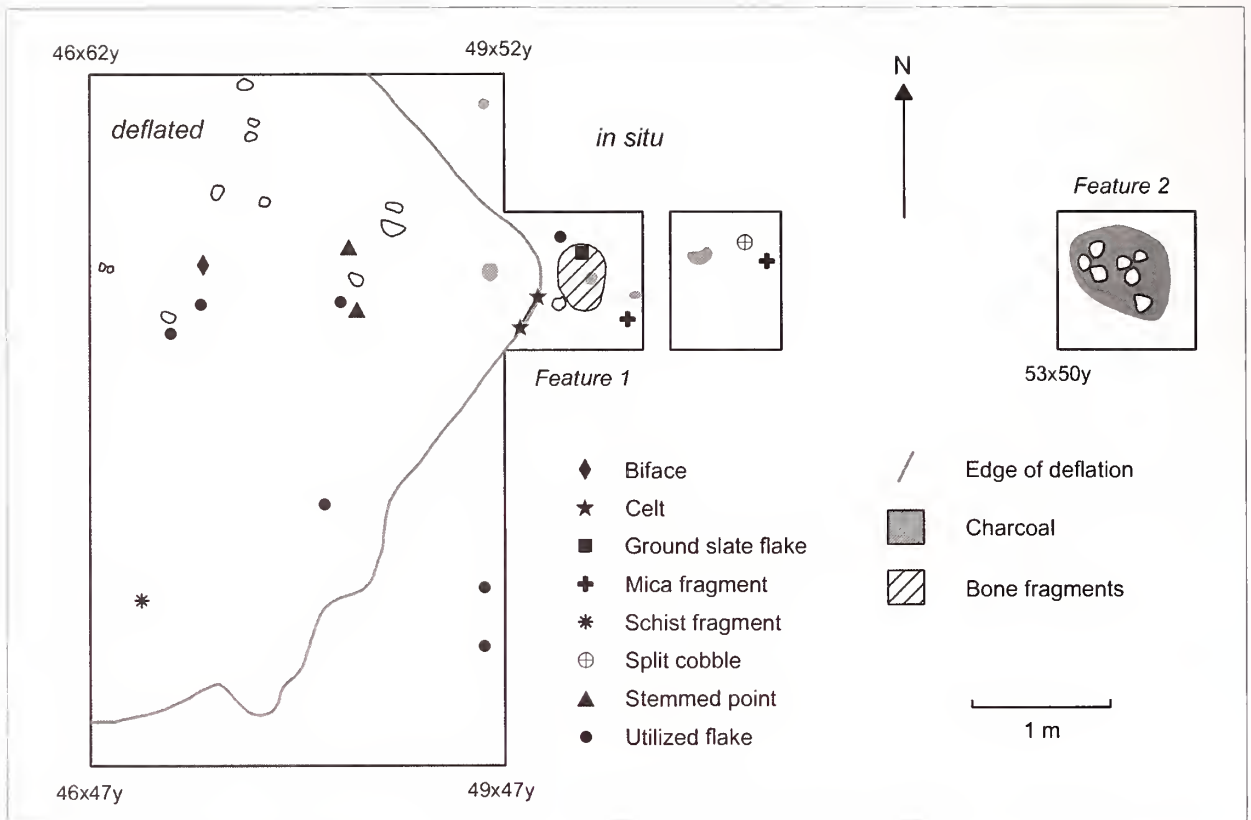 46x62y
49x52y
N
deflated
in situ
Feature 2
Feature 1
53x50y
Biface
Celt
Ground slate flake
Mica fragment
Schist fragment
Split cobble
Stemmed point
Utilized flake
Edge of deflation
Charcoal
Bone fragments
1 m
46x47y
49x47y